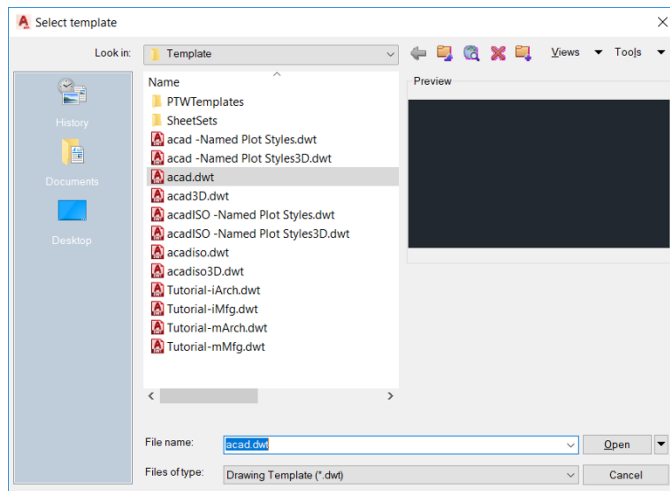 Select template
Look in: Template Views Tools
Name
Preview
PTWTemplates
SheetSets
acad -Named Plot Styles.dwt
acad -Named Plot Styles3D.dwt
acad.dwt
acad3D.dwt
acadISO -Named Plot Styles.dwt
acadISO -Named Plot Styles3D.dwt
acadiso.dwt
acadiso3D.dwt
Tutorial-iArch.dwt
Tutorial-iMfg.dwt
Tutorial-mArch.dwt
Tutorial-mMfg.dwt
History
Documents
Desktop
File name: acad.dwt Open
Files of type: Drawing Template (*.dwt) Cancel